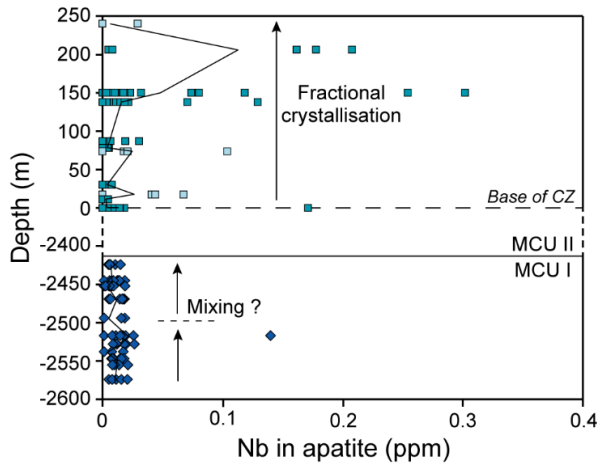 250
200
150
100
50
0
-2400
-2450
-2500
-2550
-2600
Depth (m)
Fractional
crystallisation
Base of CZ
MCU II
MCU I
Mixing ?
0
0.1
0.2
0.3
0.4
Nb in apatite (ppm)